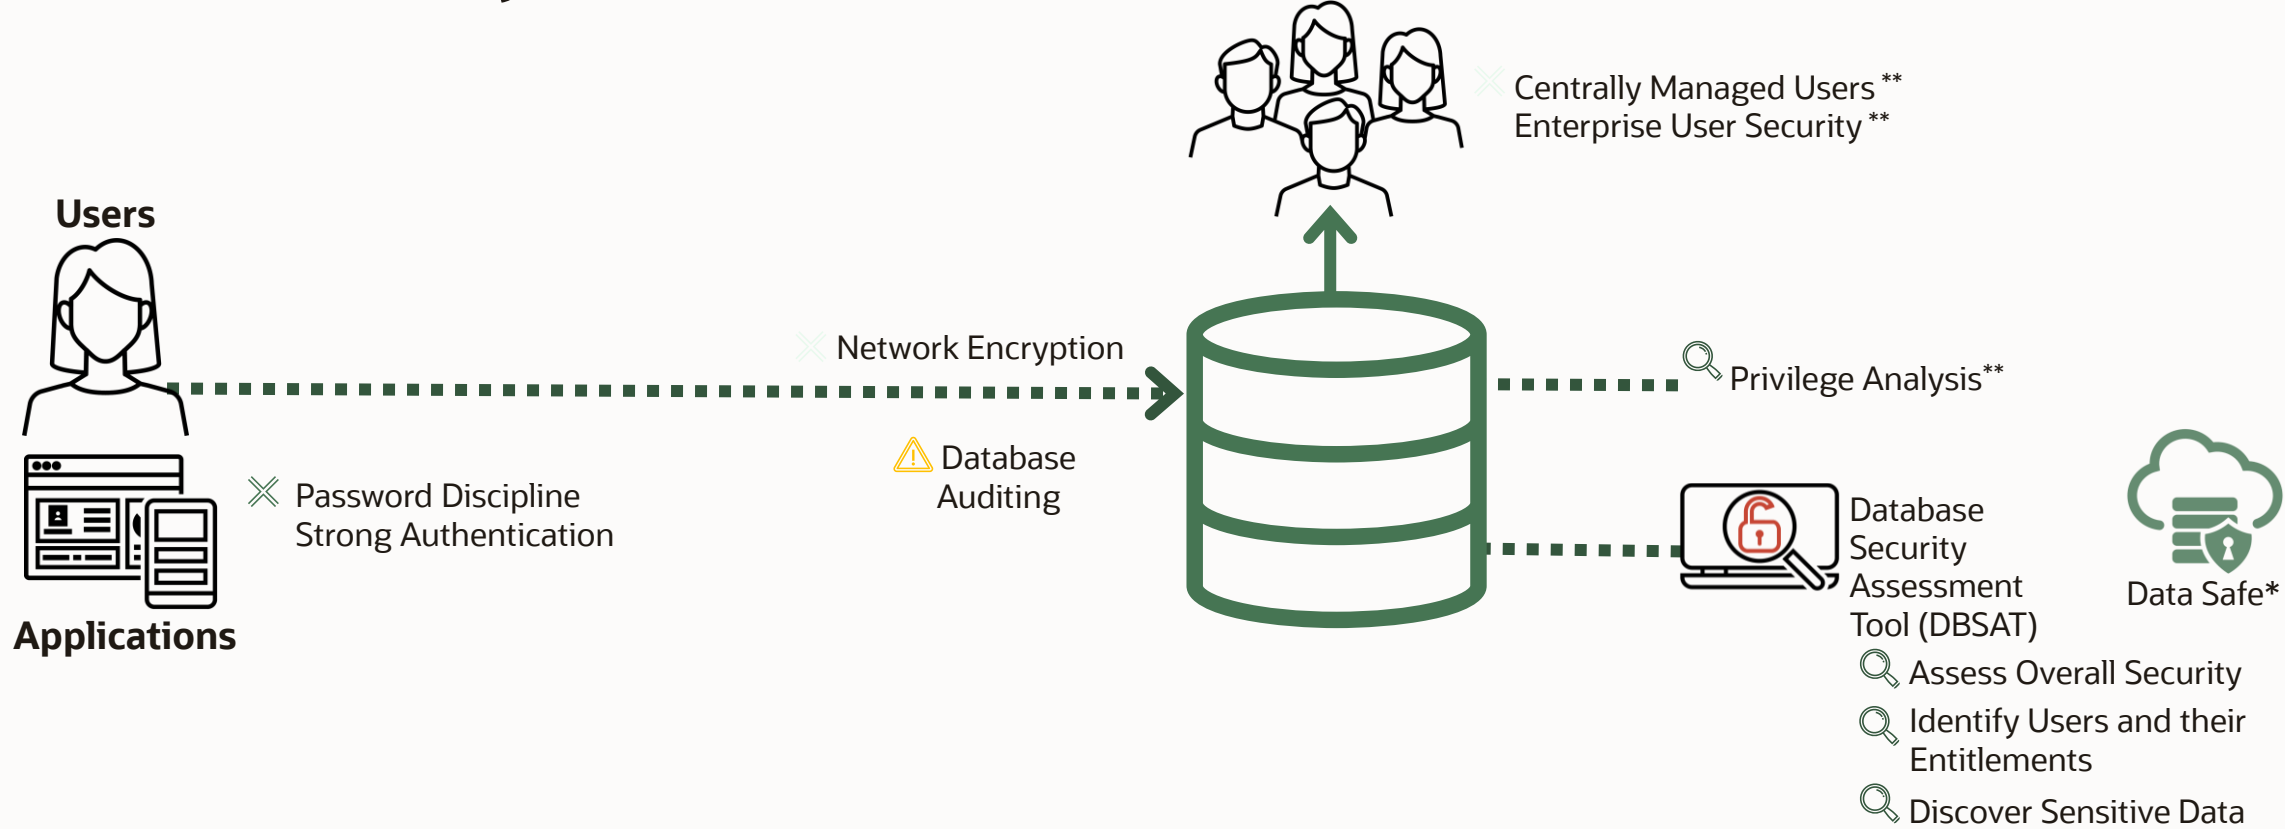 Centrally Managed Users **
Enterprise User Security **
Users
Network Encryption
Privilege Analysis**
Database
Auditing
Password Discipline
Strong Authentication
Applications
Database
Security
Assessment
Tool (DBSAT)
Data Safe*
Assess Overall Security
Identify Users and their
Entitlements
Discover Sensitive Data